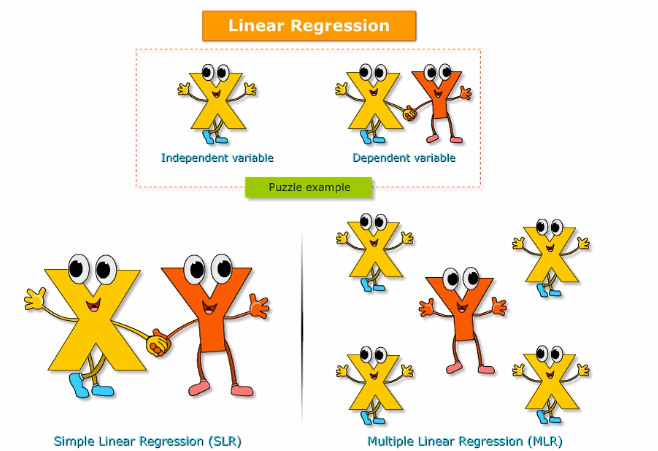 Linear Regression
Independent variable
Dependent variable
Puzzle example
Simple Linear Regression (SLR)
Multiple Linear Regression (MLR)